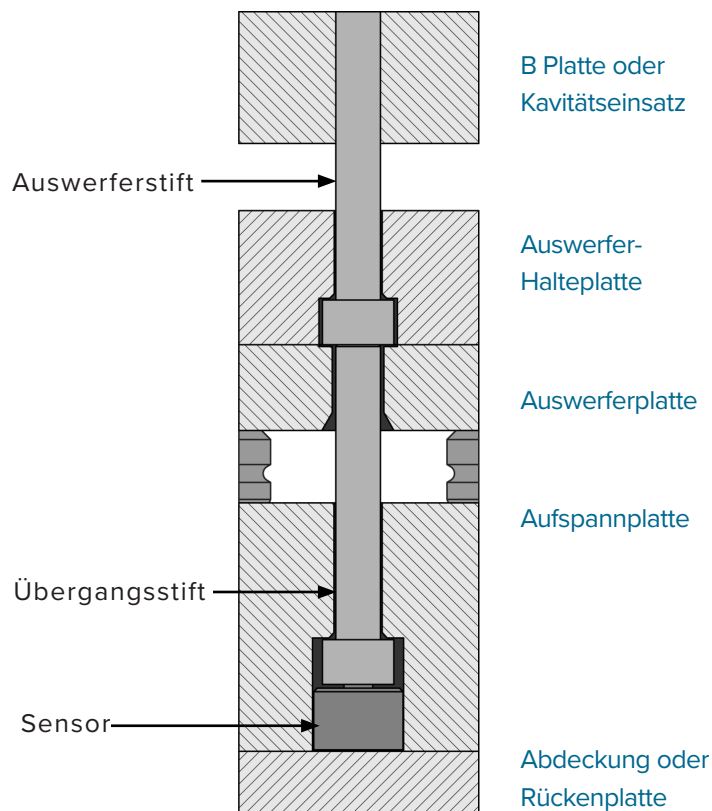 B Platte oder
Kavitätseinsatz
Auswerferstift
Auswerfer-
Halteplatte
Auswerferplatte
Aufspannplatte
Übergangsstift
Sensor
Abdeckung oder
Rückenplatte